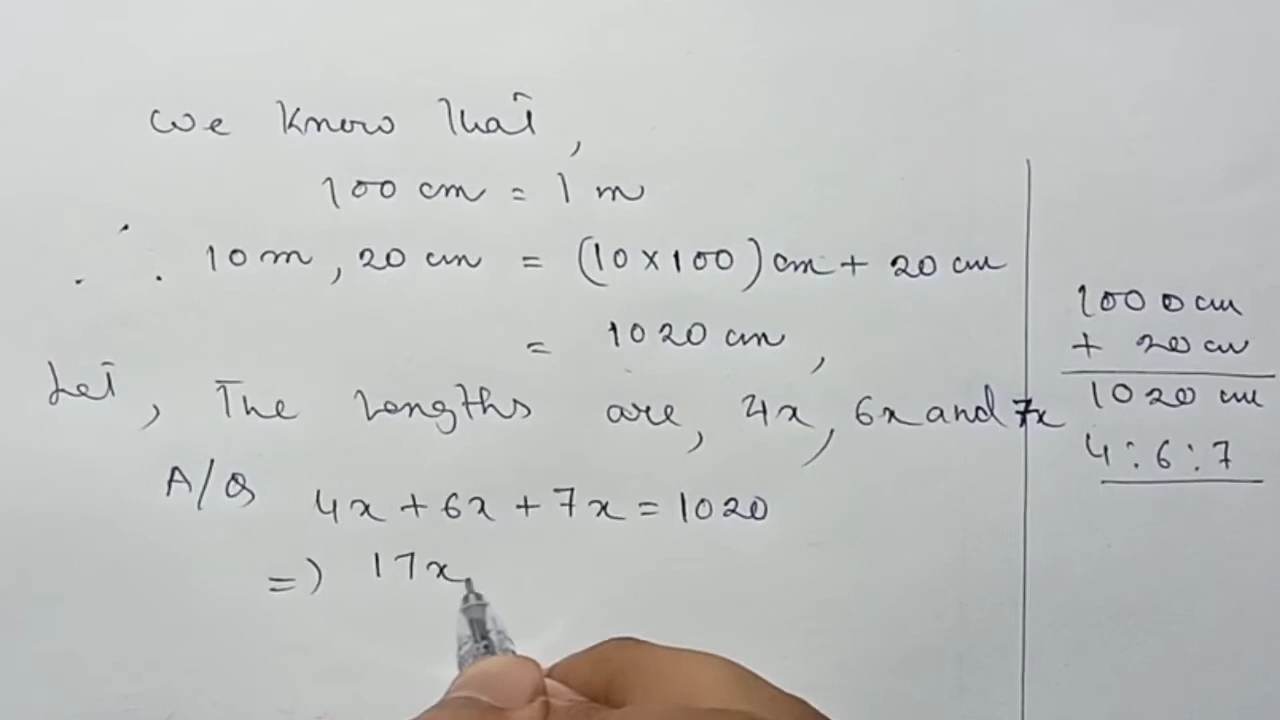 We know that,
100 cm = 1 m
∴ 10 m, 20 cm = (10×100) cm + 20 cm
= 1020 cm,
Let, The lengths are, 4x, 6x and 7x
A/Q 4x + 6x + 7x = 1020
=) 17x
1000 cm
+ 20 cm
1020 cm
4:6:7